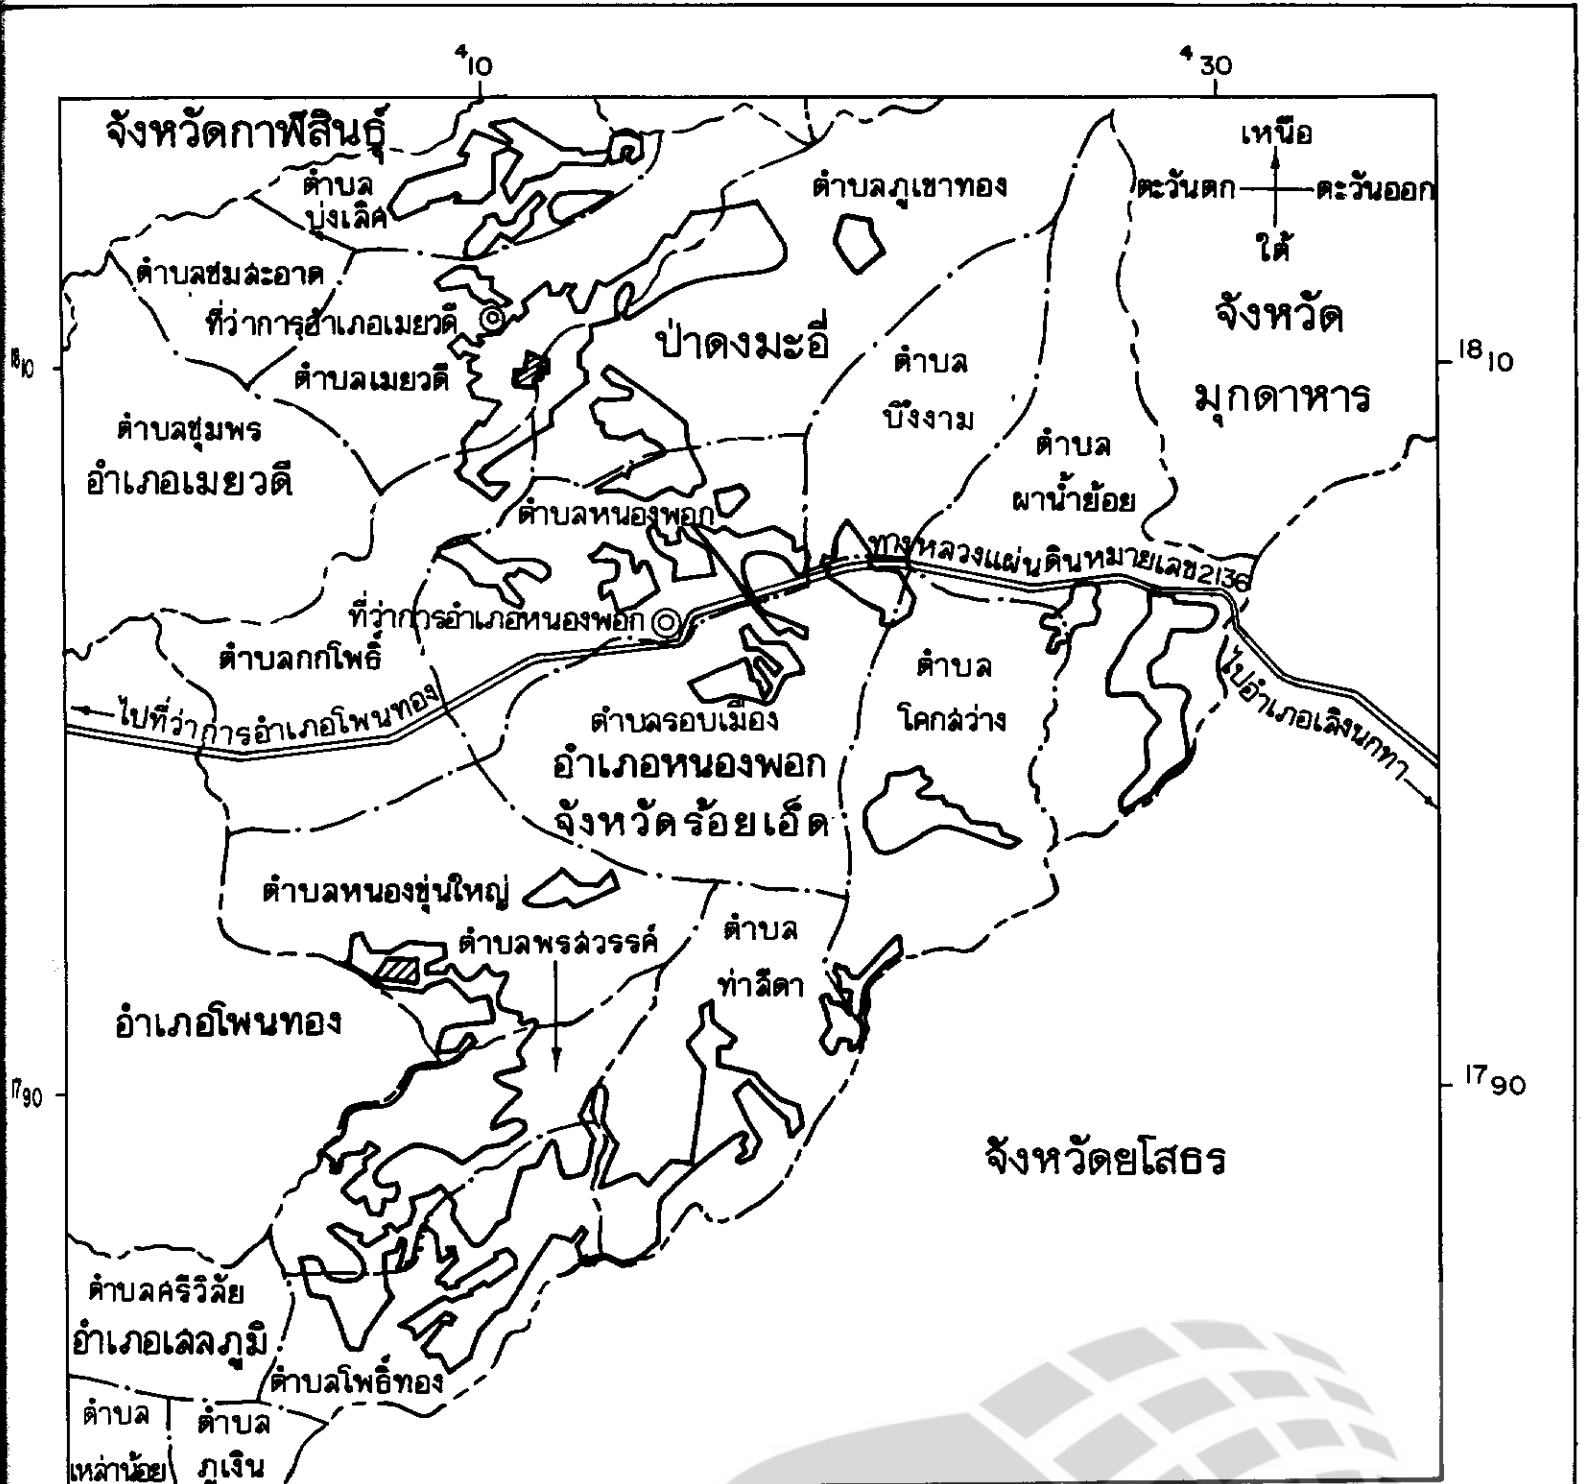 ⁴10
⁴30
จังหวัดกาฬสินธุ์
เหนือ
ตะวันตก
ตะวันออก
ใต้
ตำบล
บุ่งเลิศ
ตำบลภูเขาทอง
ตำบลชมสะอาด
ที่ว่าการอำเภอเมยวดี
จังหวัด
มุกดาหาร
ป่าดงมะอี่
¹⁸10
¹⁸10
ตำบลเมยวดี
ตำบล
บึงงาม
ตำบลชุมพร
อำเภอเมยวดี
ตำบล
ผาน้ำย้อย
ตำบลหนองพอก
ทางหลวงแผ่นดินหมายเลข2136
ที่ว่าการอำเภอหนองพอก
ตำบลกกโพธิ์
ไปที่ว่าการอำเภอโพนทอง
ตำบล
โคกสว่าง
ไปอำเภอเลิงนกทา
ตำบลรอบเมือง
อำเภอหนองพอก
จังหวัดร้อยเอ็ด
ตำบลหนองขุ่นใหญ่
ตำบลพรสวรรค์
ตำบล
ท่าสีดา
อำเภอโพนทอง
¹⁷90
¹⁷90
จังหวัดยโสธร
ตำบลศรีวิลัย
อำเภอเสลภูมิ
ตำบลโพธิ์ทอง
ตำบล
เหล่าน้อย
ตำบล
ภูเงิน